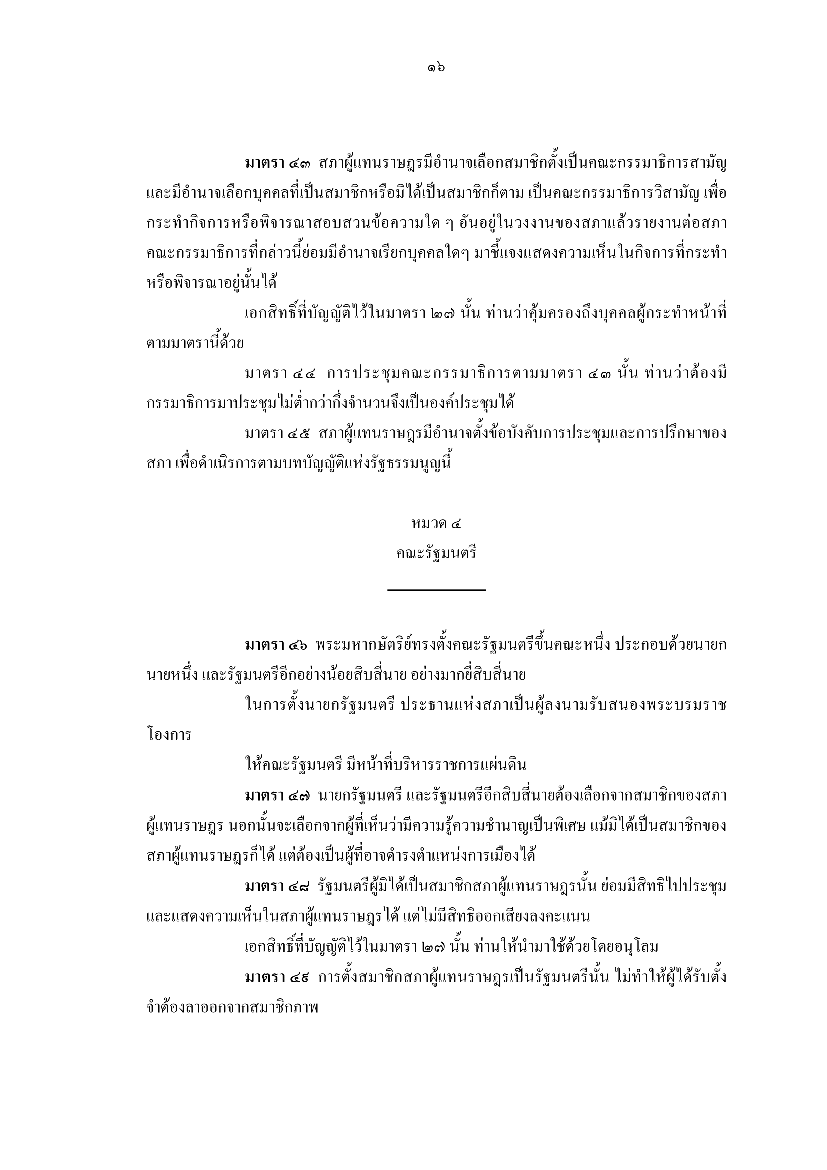 ๑๖
มาตรา ๔๓ สภาผู้แทนราษฎรมีอำนาจเลือกสมาชิกตั้งเป็นคณะกรรมาธิการสามัญ
และมีอำนาจเลือกบุคคลที่เป็นสมาชิกหรือมิได้เป็นสมาชิกก็ตาม เป็นคณะกรรมาธิการวิสามัญ เพื่อ
กระทำกิจการหรือพิจารณาสอบสวนข้อความใด ๆ อันอยู่ในวงงานของสภาแล้วรายงานต่อสภา
คณะกรรมาธิการที่กล่าวนี้ย่อมมีอำนาจเรียกบุคคลใดๆ มาชี้แจงแสดงความเห็นในกิจการที่กระทำ
หรือพิจารณาอยู่นั้นได้
เอกสิทธิ์ที่บัญญัติไว้ในมาตรา ๒๗ นั้น ท่านว่าคุ้มครองถึงบุคคลผู้กระทำหน้าที่
ตามมาตรานี้ด้วย
มาตรา ๔๔ การประชุมคณะกรรมาธิการตามมาตรา ๔๓ นั้น ท่านว่าต้องมี
กรรมาธิการมาประชุมไม่ต่ำกว่ากึ่งจำนวนจึงเป็นองค์ประชุมได้
มาตรา ๔๕ สภาผู้แทนราษฎรมีอำนาจตั้งข้อบังคับการประชุมและการปรึกษาของ
สภา เพื่อดำเนิรการตามบทบัญญัติแห่งรัฐธรรมนูญนี้
หมวด ๔
คณะรัฐมนตรี
มาตรา ๔๖ พระมหากษัตริย์ทรงตั้งคณะรัฐมนตรีขึ้นคณะหนึ่ง ประกอบด้วยนายก
นายหนึ่ง และรัฐมนตรีอีกอย่างน้อยสิบสี่นาย อย่างมากยี่สิบสี่นาย
ในการตั้งนายกรัฐมนตรี ประธานแห่งสภาเป็นผู้ลงนามรับสนองพระบรมราช
โองการ
ให้คณะรัฐมนตรี มีหน้าที่บริหารราชการแผ่นดิน
มาตรา ๔๗ นายกรัฐมนตรี และรัฐมนตรีอีกสิบสี่นายต้องเลือกจากสมาชิกของสภา
ผู้แทนราษฎร นอกนั้นจะเลือกจากผู้ที่เห็นว่ามีความรู้ความชำนาญเป็นพิเศษ แม้มิได้เป็นสมาชิกของ
สภาผู้แทนราษฎรก็ได้ แต่ต้องเป็นผู้ที่อาจดำรงตำแหน่งการเมืองได้
มาตรา ๔๘ รัฐมนตรีผู้มิได้เป็นสมาชิกสภาผู้แทนราษฎรนั้น ย่อมมีสิทธิไปประชุม
และแสดงความเห็นในสภาผู้แทนราษฎรได้ แต่ไม่มีสิทธิออกเสียงลงคะแนน
เอกสิทธิ์ที่บัญญัติไว้ในมาตรา ๒๗ นั้น ท่านให้นำมาใช้ด้วยโดยอนุโลม
มาตรา ๔๙ การตั้งสมาชิกสภาผู้แทนราษฎรเป็นรัฐมนตรีนั้น ไม่ทำให้ผู้ได้รับตั้ง
จำต้องลาออกจากสมาชิกภาพ